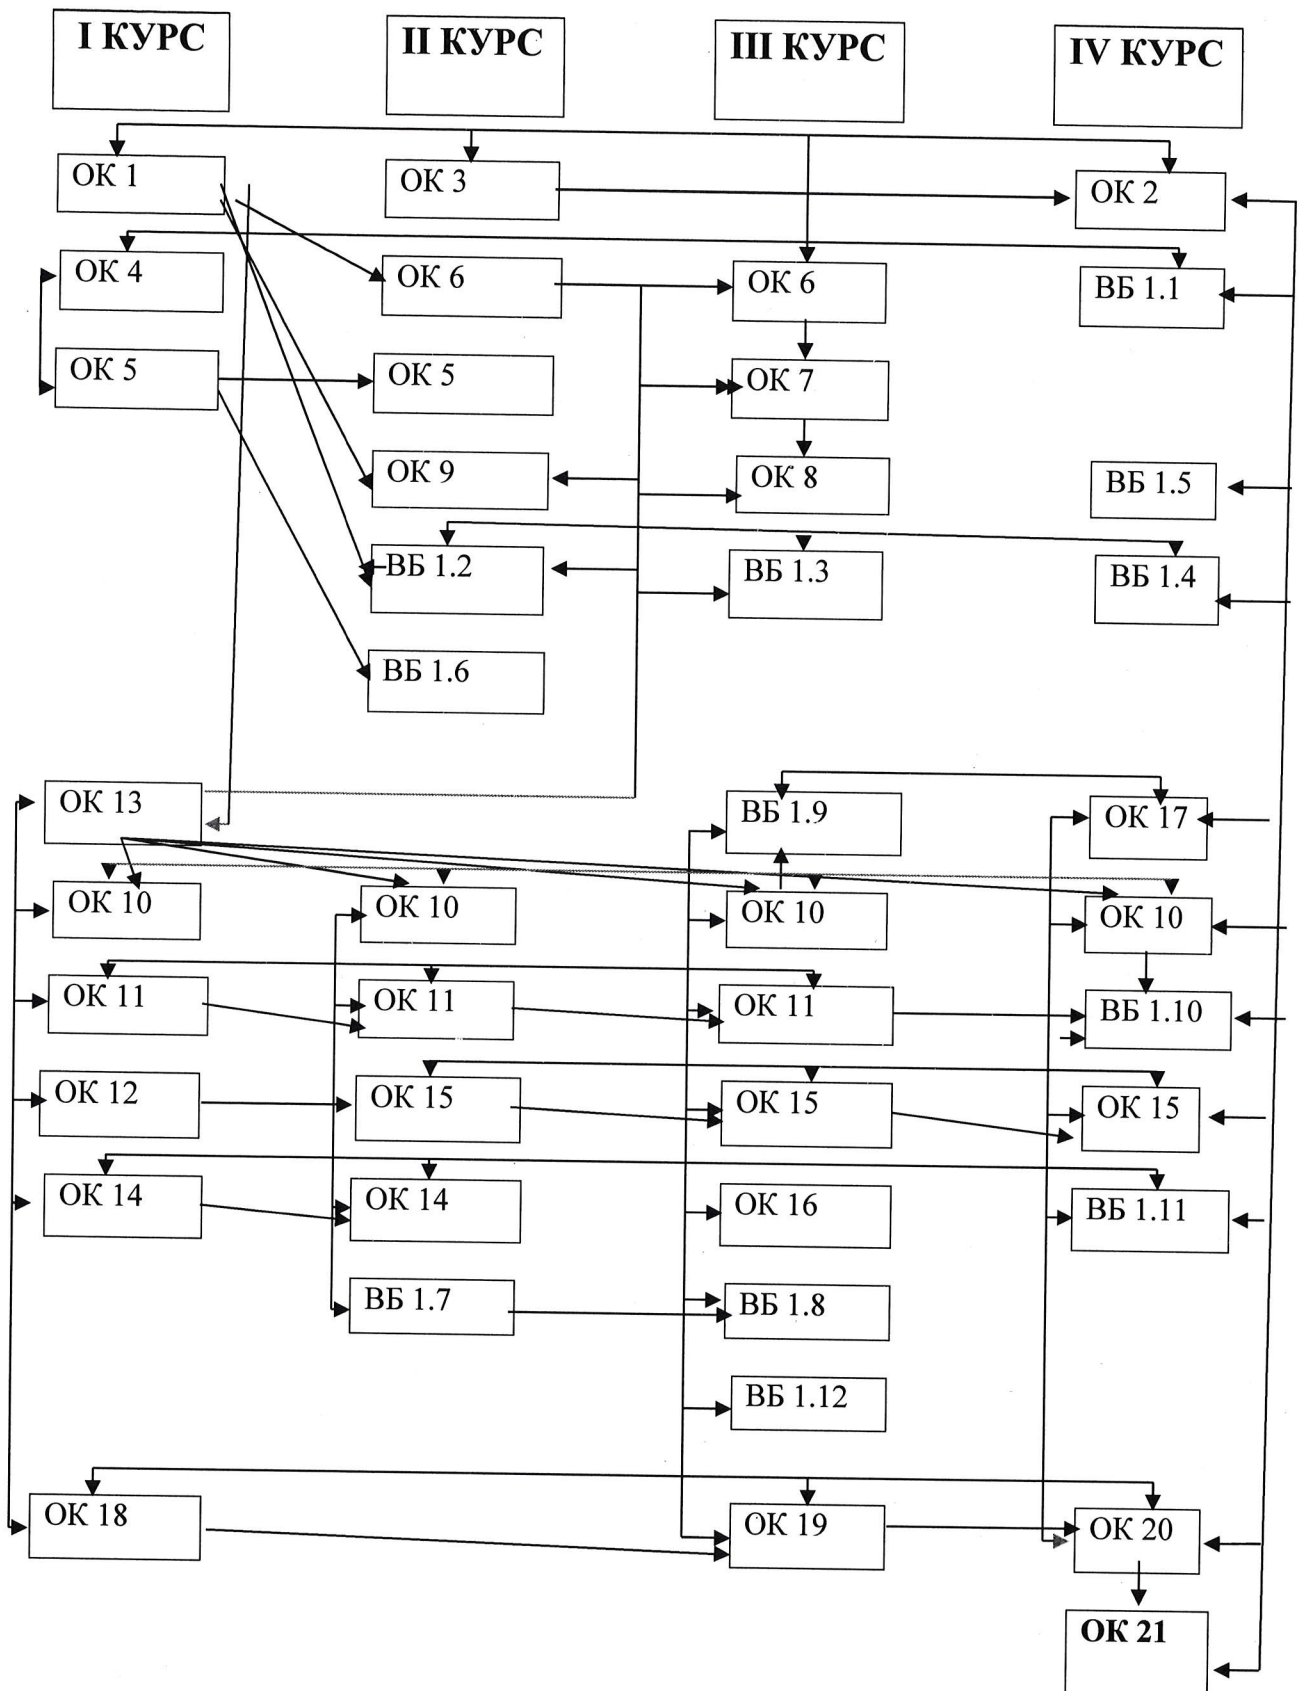 I КУРС
II КУРС
III КУРС
IV КУРС
ОК 1
ОК 3
ОК 2
ОК 4
ОК 6
ОК 6
ВБ 1.1
ОК 5
ОК 5
ОК 7
ОК 9
ОК 8
ВБ 1.5
ВБ 1.2
ВБ 1.3
ВБ 1.4
ВБ 1.6
ОК 13
ВБ 1.9
ОК 17
ОК 10
ОК 10
ОК 10
ОК 10
ОК 11
ОК 11
ОК 11
ВБ 1.10
ОК 12
ОК 15
ОК 15
ОК 15
ОК 14
ОК 14
ОК 16
ВБ 1.11
ВБ 1.7
ВБ 1.8
ВБ 1.12
ОК 18
ОК 19
ОК 20
ОК 21